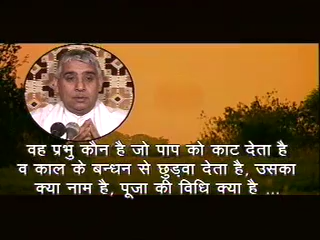 वह प्रभु कौन है जो पाप को काट देता है
व काल के बन्धन से छुड़वा देता है, उसका
क्या नाम है, पूजा की विधि क्या है ...